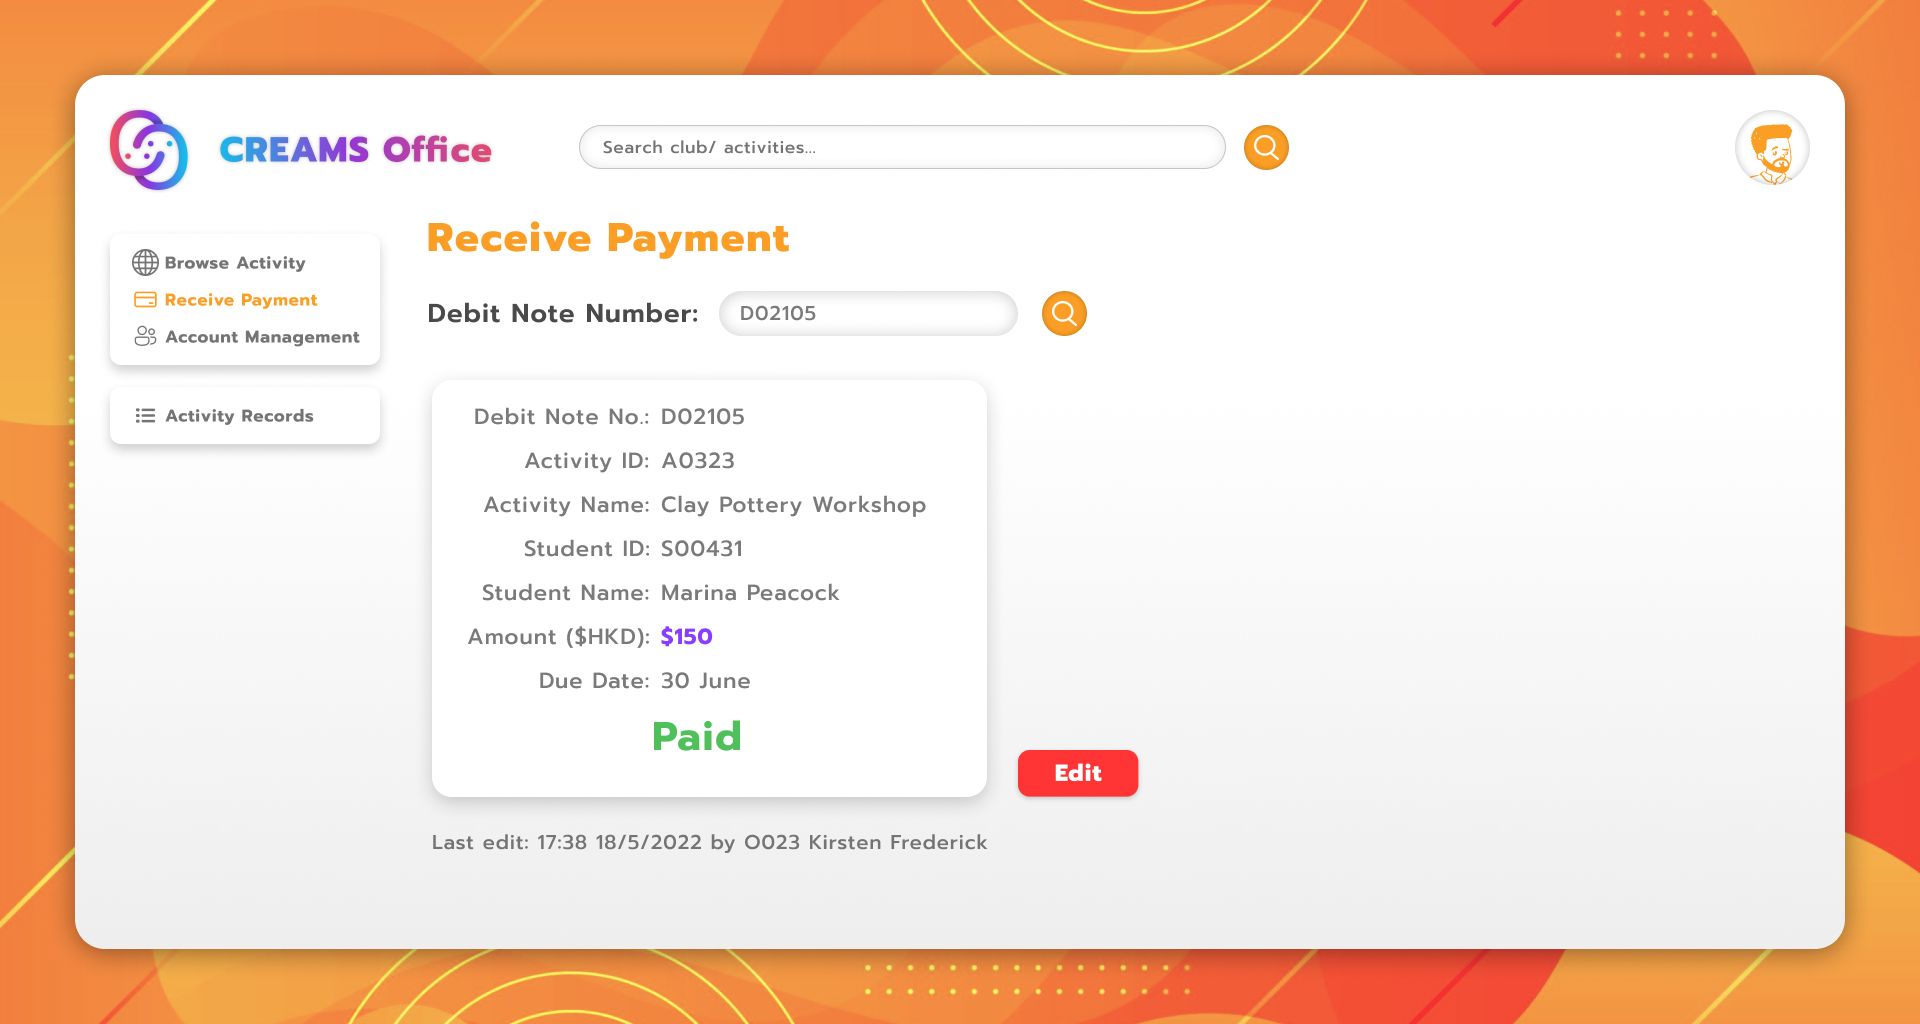 CREAMS Office
Search club/ activities...
Browse Activity
Receive Payment
Account Management
Activity Records
Receive Payment
Debit Note Number: D02105
Debit Note No.: D02105
Activity ID: A0323
Activity Name: Clay Pottery Workshop
Student ID: S00431
Student Name: Marina Peacock
Amount ($HKD): $150
Due Date: 30 June
Paid
Edit
Last edit: 17:38 18/5/2022 by O023 Kirsten Frederick